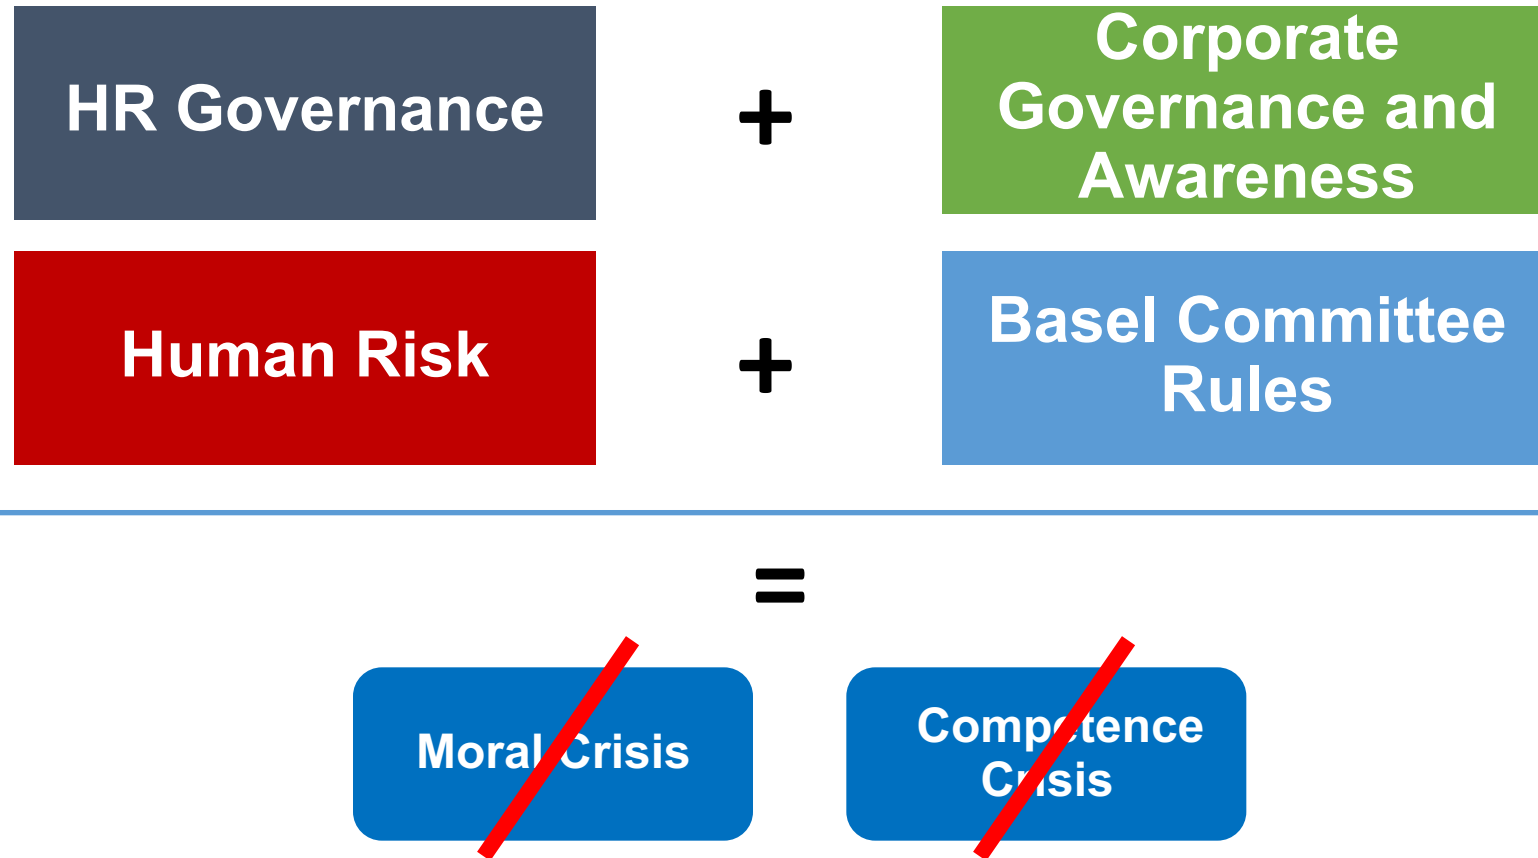 HR Governance
+
Corporate
Governance and
Awareness
Human Risk
+
Basel Committee
Rules
=
Moral Crisis
Competence
Crisis